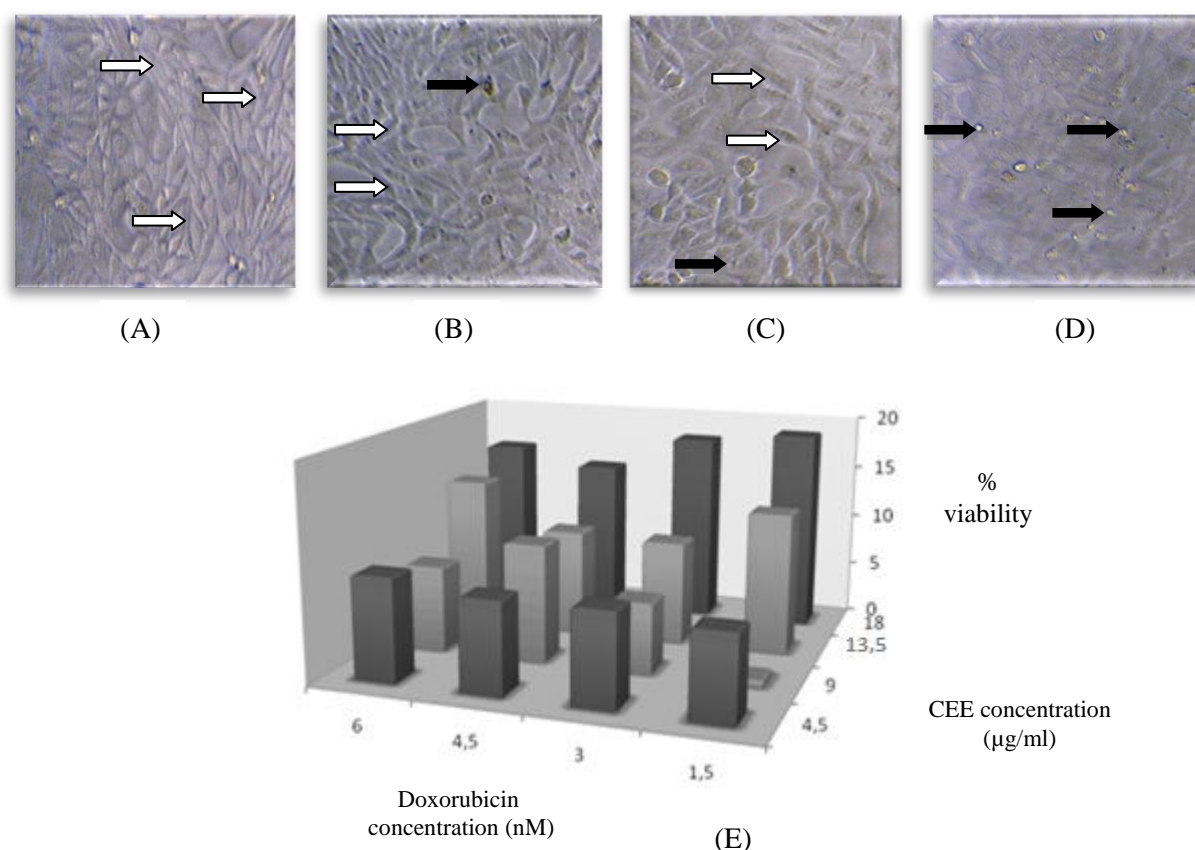 (A)
(B)
(C)
(D)
20
15
10
5
0
%
viability
18
13,5
9
4,5
CEE concentration
(µg/ml)
6
4,5
3
1,5
Doxorubicin
concentration (nM)
(E)